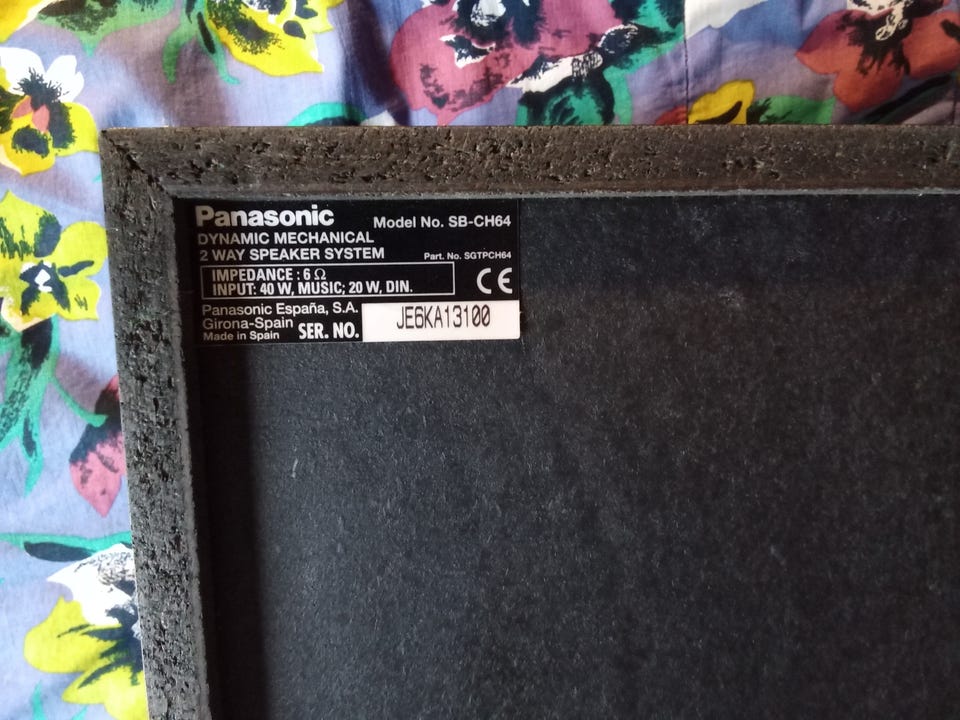 Panasonic Model No. SB-CH64
DYNAMIC MECHANICAL
2 WAY SPEAKER SYSTEM Part. No. SGTPCH64
IMPEDANCE : 6 Ω
INPUT: 40 W, MUSIC; 20 W, DIN. CE
Panasonic España, S.A.
Girona-Spain
Made in Spain SER. NO. JE6KA13100